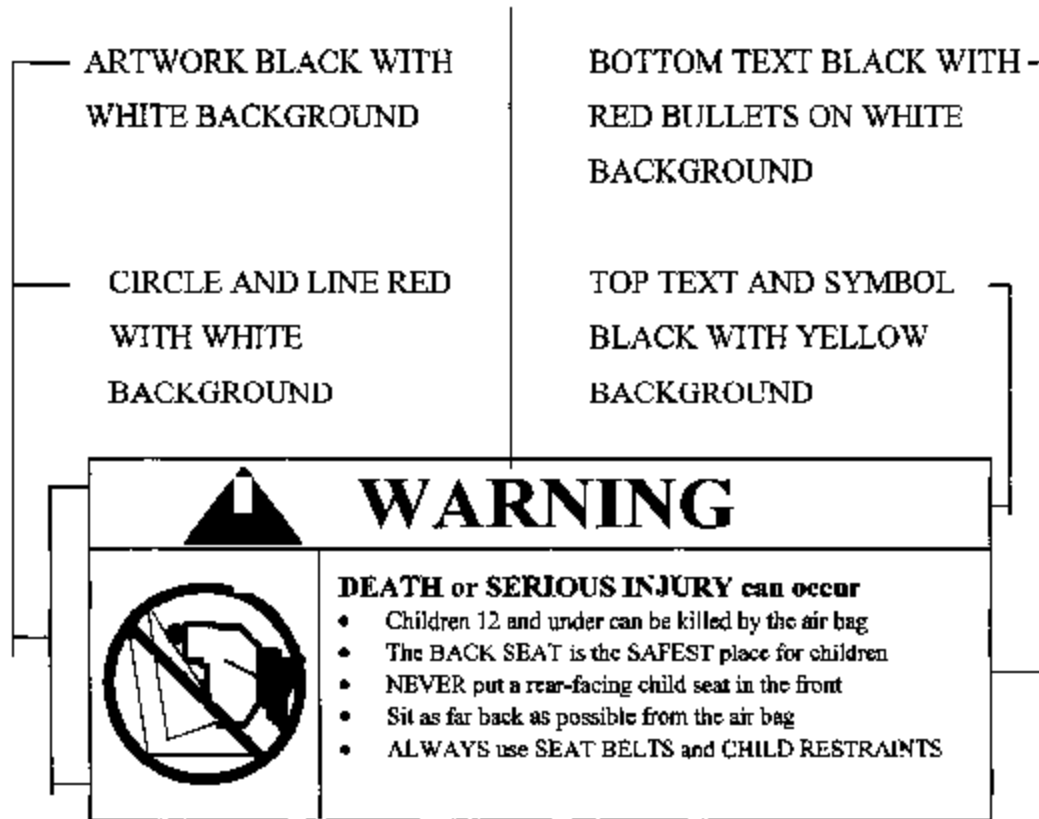 ARTWORK BLACK WITH
WHITE BACKGROUND
BOTTOM TEXT BLACK WITH
RED BULLETS ON WHITE
BACKGROUND
CIRCLE AND LINE RED
WITH WHITE
BACKGROUND
TOP TEXT AND SYMBOL
BLACK WITH YELLOW
BACKGROUND
WARNING
DEATH or SERIOUS INJURY can occur
• Children 12 and under can be killed by the air bag
• The BACK SEAT is the SAFEST place for children
• NEVER put a rear-facing child seat in the front
• Sit as far back as possible from the air bag
• ALWAYS use SEAT BELTS and CHILD RESTRAINTS